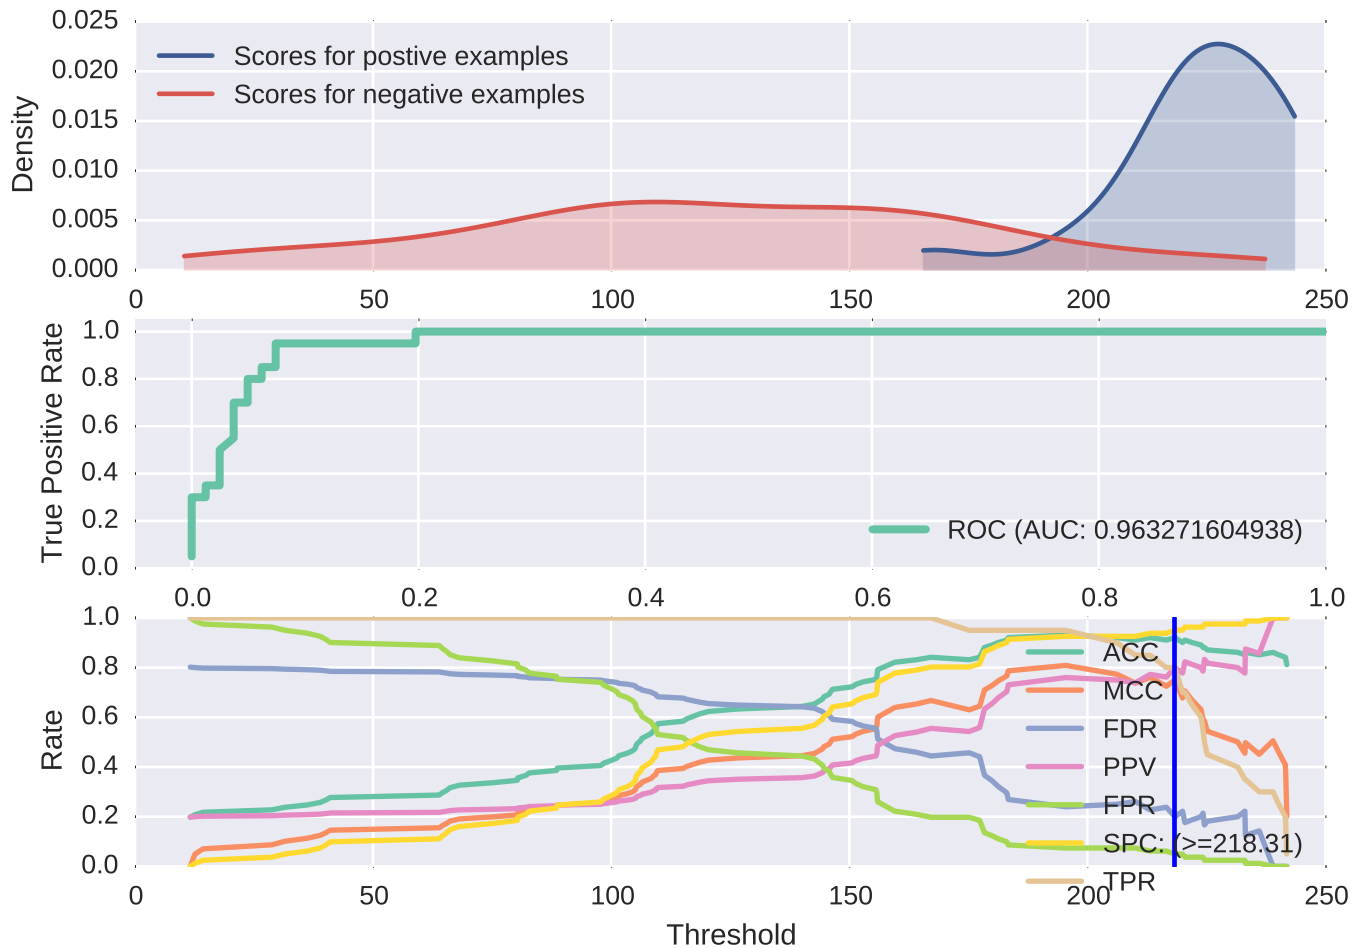 0.025
0.020
0.015
0.010
0.005
0.000
Density
Scores for postive examples
Scores for negative examples
0 50 100 150 200 250
1.0
0.8
0.6
0.4
0.2
0.0
True Positive Rate
ROC (AUC: 0.963271604938)
0.0 0.2 0.4 0.6 0.8 1.0
1.0
0.8
0.6
0.4
0.2
0.0
Rate
ACC
MCC
FDR
PPV
FPR
SPC: (>=218.31)
TPR
0 50 100 150 200 250
Threshold